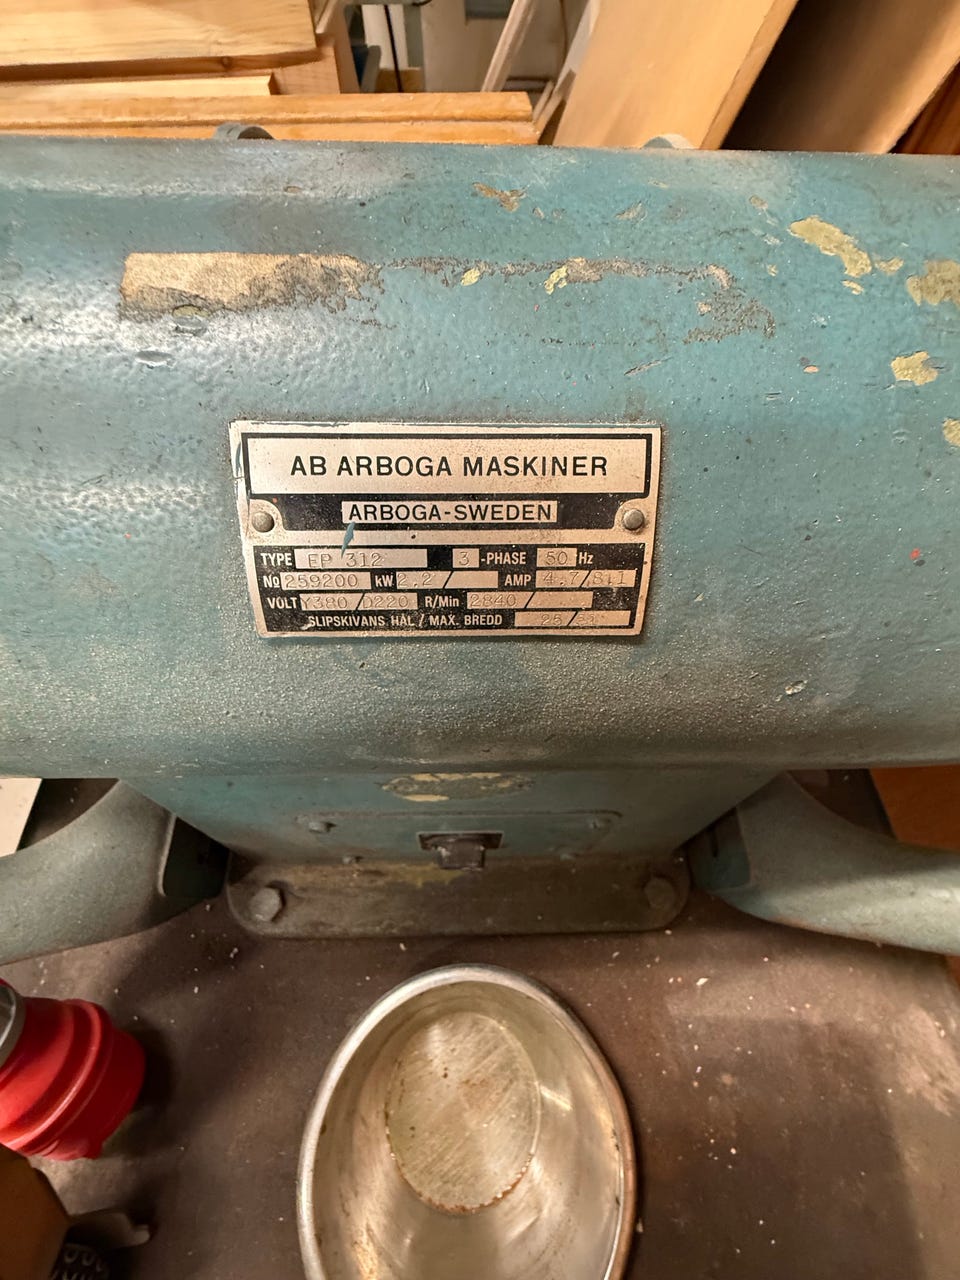 AB ARBOGA MASKINER
ARBOGA-SWEDEN
TYPE EP 312 3 -PHASE 50 Hz
No 259200 kW 2,2 / AMP 4.7/8.1
VOLT Y380/D220 R/Min 2840 /
SLIPSKIVANS HÅL / MAX. BREDD 25/